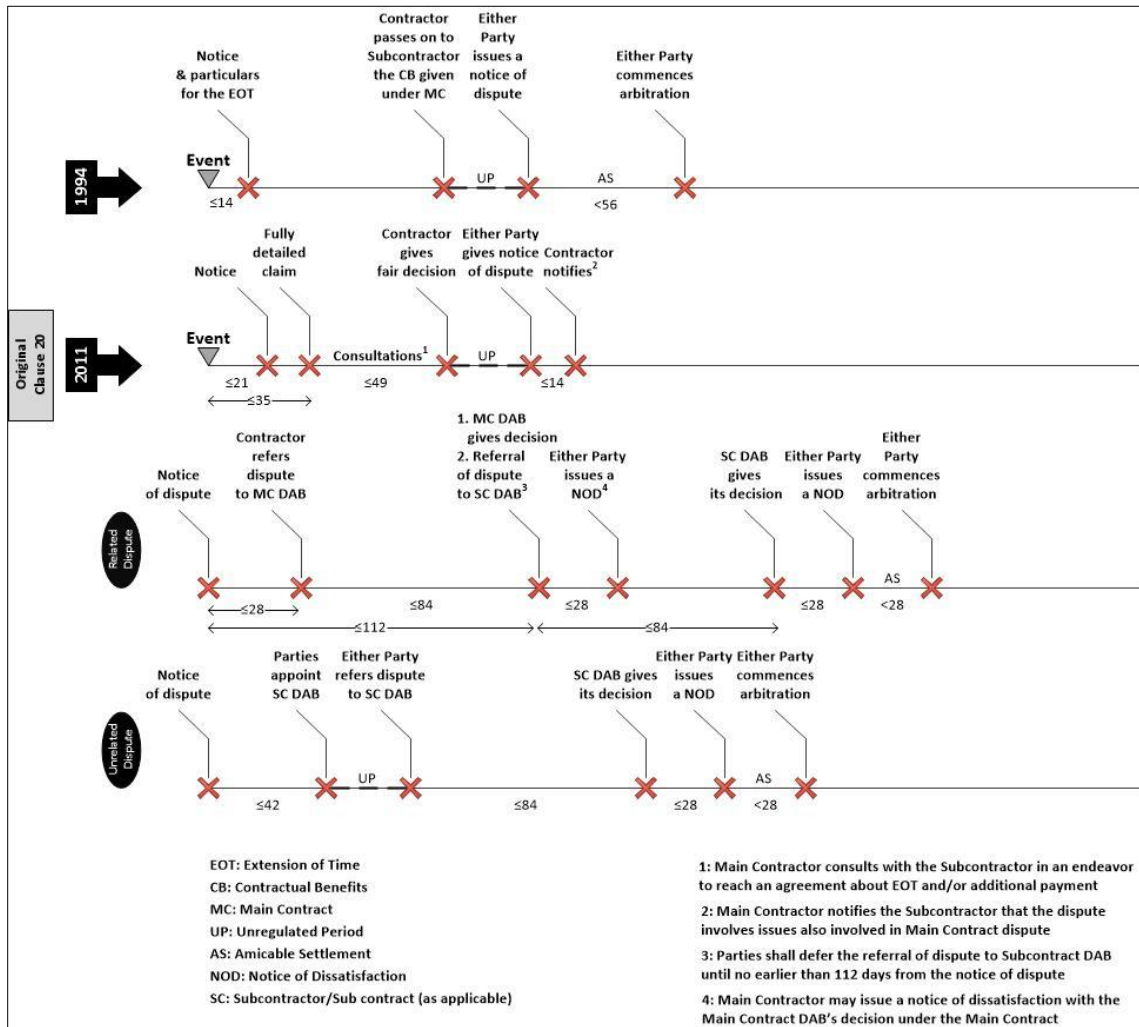 Notice
& particulars
for the EOT
Contractor
passes on to
Subcontractor
the CB given
under MC
Either
Party
issues a
notice of
dispute
Either Party
commences
arbitration
1994
Event
UP
AS
≤14
<56
Notice
Fully
detailed
claim
Contractor
gives
fair decision
Either Party
gives notice
of dispute
Contractor
notifies²
Original
Clause 20
2011
Event
Consultations¹
UP
≤21
≤49
≤14
≤35
Notice
of dispute
Contractor
refers
dispute
to MC DAB
1. MC DAB
gives decision
2. Referral
of dispute
to SC DAB³
Either Party
issues a
NOD⁴
SC DAB
gives
its decision
Either Party
issues
a NOD
Either
Party
commences
arbitration
Related
Dispute
AS
≤28
≤84
≤28
≤28
<28
≤112
≤84
Notice
of dispute
Parties
appoint
SC DAB
Either Party
refers dispute
to SC DAB
SC DAB gives
its decision
Either Party
issues
a NOD
Either Party
commences
arbitration
Unrelated
Dispute
UP
AS
≤42
≤84
≤28
<28
EOT: Extension of Time
CB: Contractual Benefits
MC: Main Contract
UP: Unregulated Period
AS: Amicable Settlement
NOD: Notice of Dissatisfaction
SC: Subcontractor/Sub contract (as applicable)
1: Main Contractor consults with the Subcontractor in an endeavor
to reach an agreement about EOT and/or additional payment
2: Main Contractor notifies the Subcontractor that the dispute
involves issues also involved in Main Contract dispute
3: Parties shall defer the referral of dispute to Subcontract DAB
until no earlier than 112 days from the notice of dispute
4: Main Contractor may issue a notice of dissatisfaction with the
Main Contract DAB's decision under the Main Contract